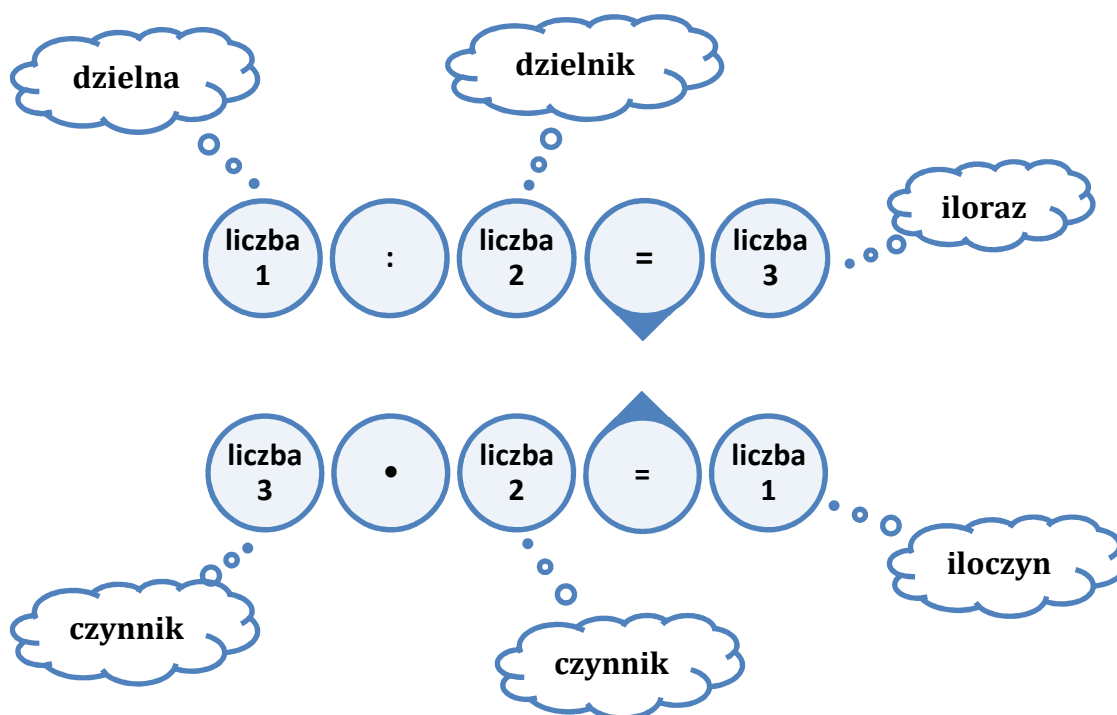 dzielna
dzielnik
iloraz
liczba
1
:
liczba
2
=
liczba
3
liczba
3
•
liczba
2
=
liczba
1
iloczyn
czynnik
czynnik